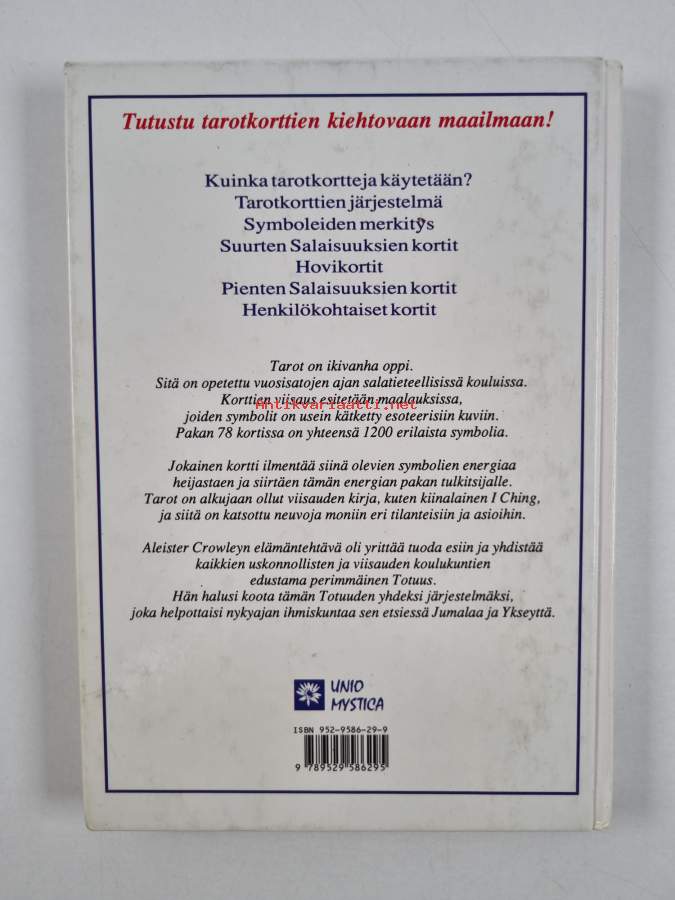 Tutustu tarotkorttien kiehtovaan maailmaan!
Kuinka tarotkortteja käytetään?
Tarotkorttien järjestelmä
Symboleiden merkitys
Suurten Salaisuuksien kortit
Hovikortit
Pienten Salaisuuksien kortit
Henkilökohtaiset kortit
Tarot on ikivanha oppi.
Sitä on opetettu vuosisatojen ajan salatieteellisissä kouluissa.
Korttien viisaus esitetään maalauksissa,
Antikvariaatti.net
joiden symbolit on usein kätketty esoteerisiin kuviin.
Pakan 78 kortissa on yhteensä 1200 erilaista symbolia.
Jokainen kortti ilmentää siinä olevien symbolien energiaa
heijastaen ja siirtäen tämän energian pakan tulkitsijalle.
Tarot on alkujaan ollut viisauden kirja, kuten kiinalainen I Ching,
ja siitä on katsottu neuvoja moniin eri tilanteisiin ja asioihin.
Aleister Crowleyn elämäntehtävä oli yrittää tuoda esiin ja yhdistää
kaikkien uskonnollisten ja viisauden koulukuntien
edustama perimmäinen Totuus.
Hän halusi koota tämän Totuuden yhdeksi järjestelmäksi,
joka helpottaisi nykyajan ihmiskuntaa sen etsiessä Jumalaa ja Ykseyttä.
UNIO
MYSTICA
ISBN 952-9586-29-9
9 789529 586295